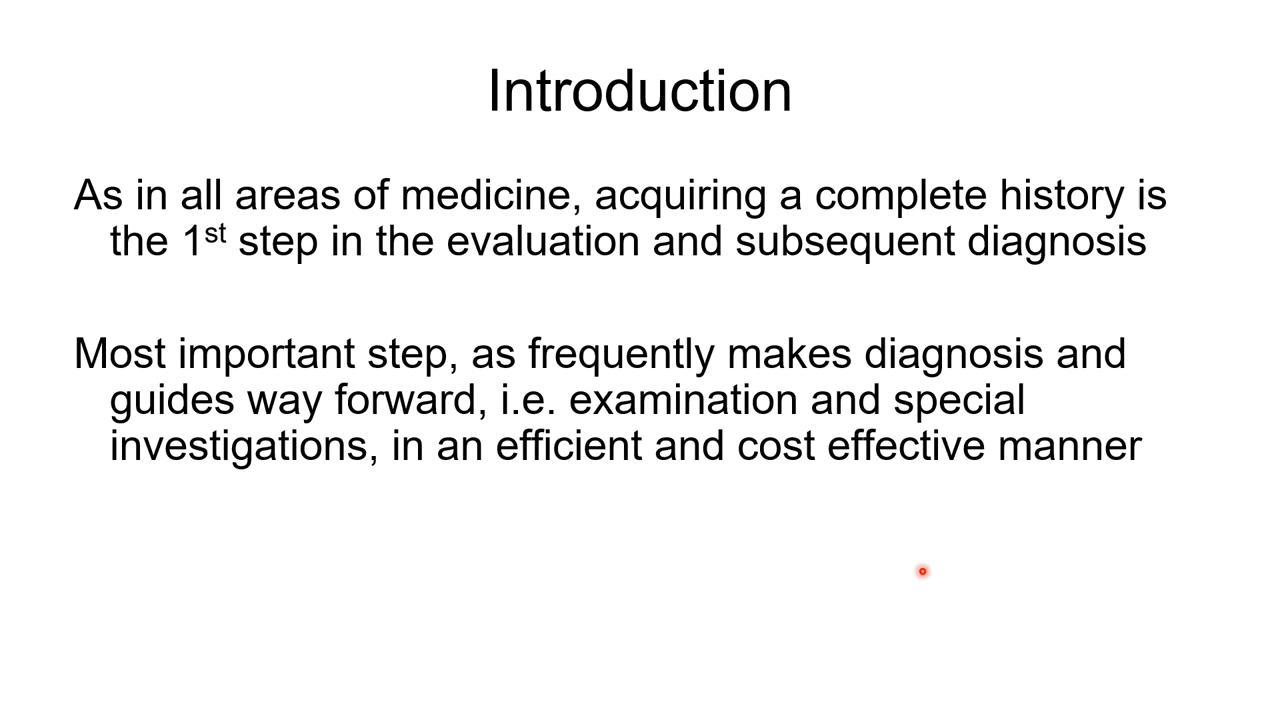 Introduction
As in all areas of medicine, acquiring a complete history is
the 1st step in the evaluation and subsequent diagnosis
Most important step, as frequently makes diagnosis and
guides way forward, i.e. examination and special
investigations, in an efficient and cost effective manner